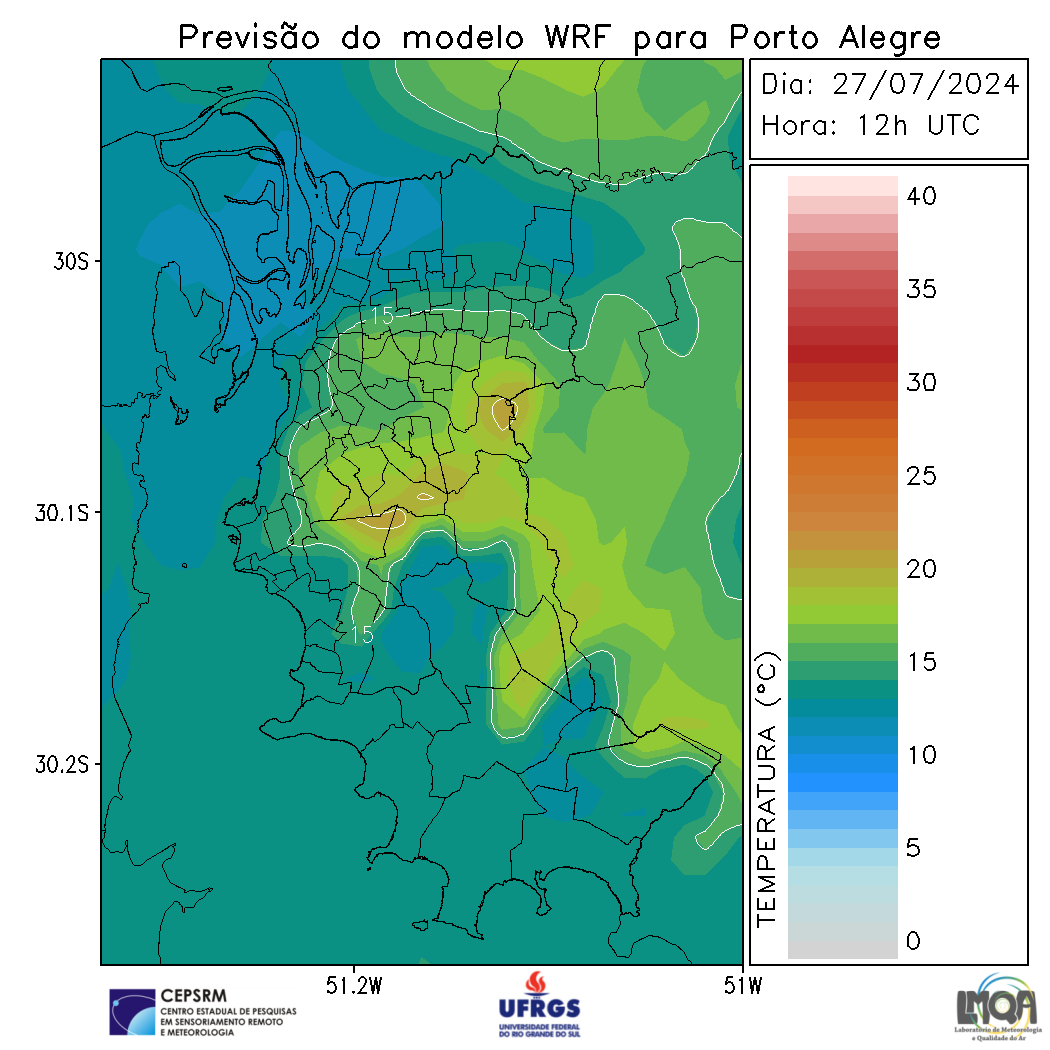 Previsão do modelo WRF para Porto Alegre
Dia: 27/07/2024
Hora: 12h UTC
40
35
30
25
20
15
10
5
0
TEMPERATURA (°C)
30S
30.1S
30.2S
15
15
51.2W
51W
CEPSRM
CENTRO ESTADUAL DE PESQUISAS
EM SENSORIAMENTO REMOTO
E METEOROLOGIA
UFRGS
UNIVERSIDADE FEDERAL
DO RIO GRANDE DO SUL
LMQA
Laboratório de Meteorologia
e Qualidade do Ar